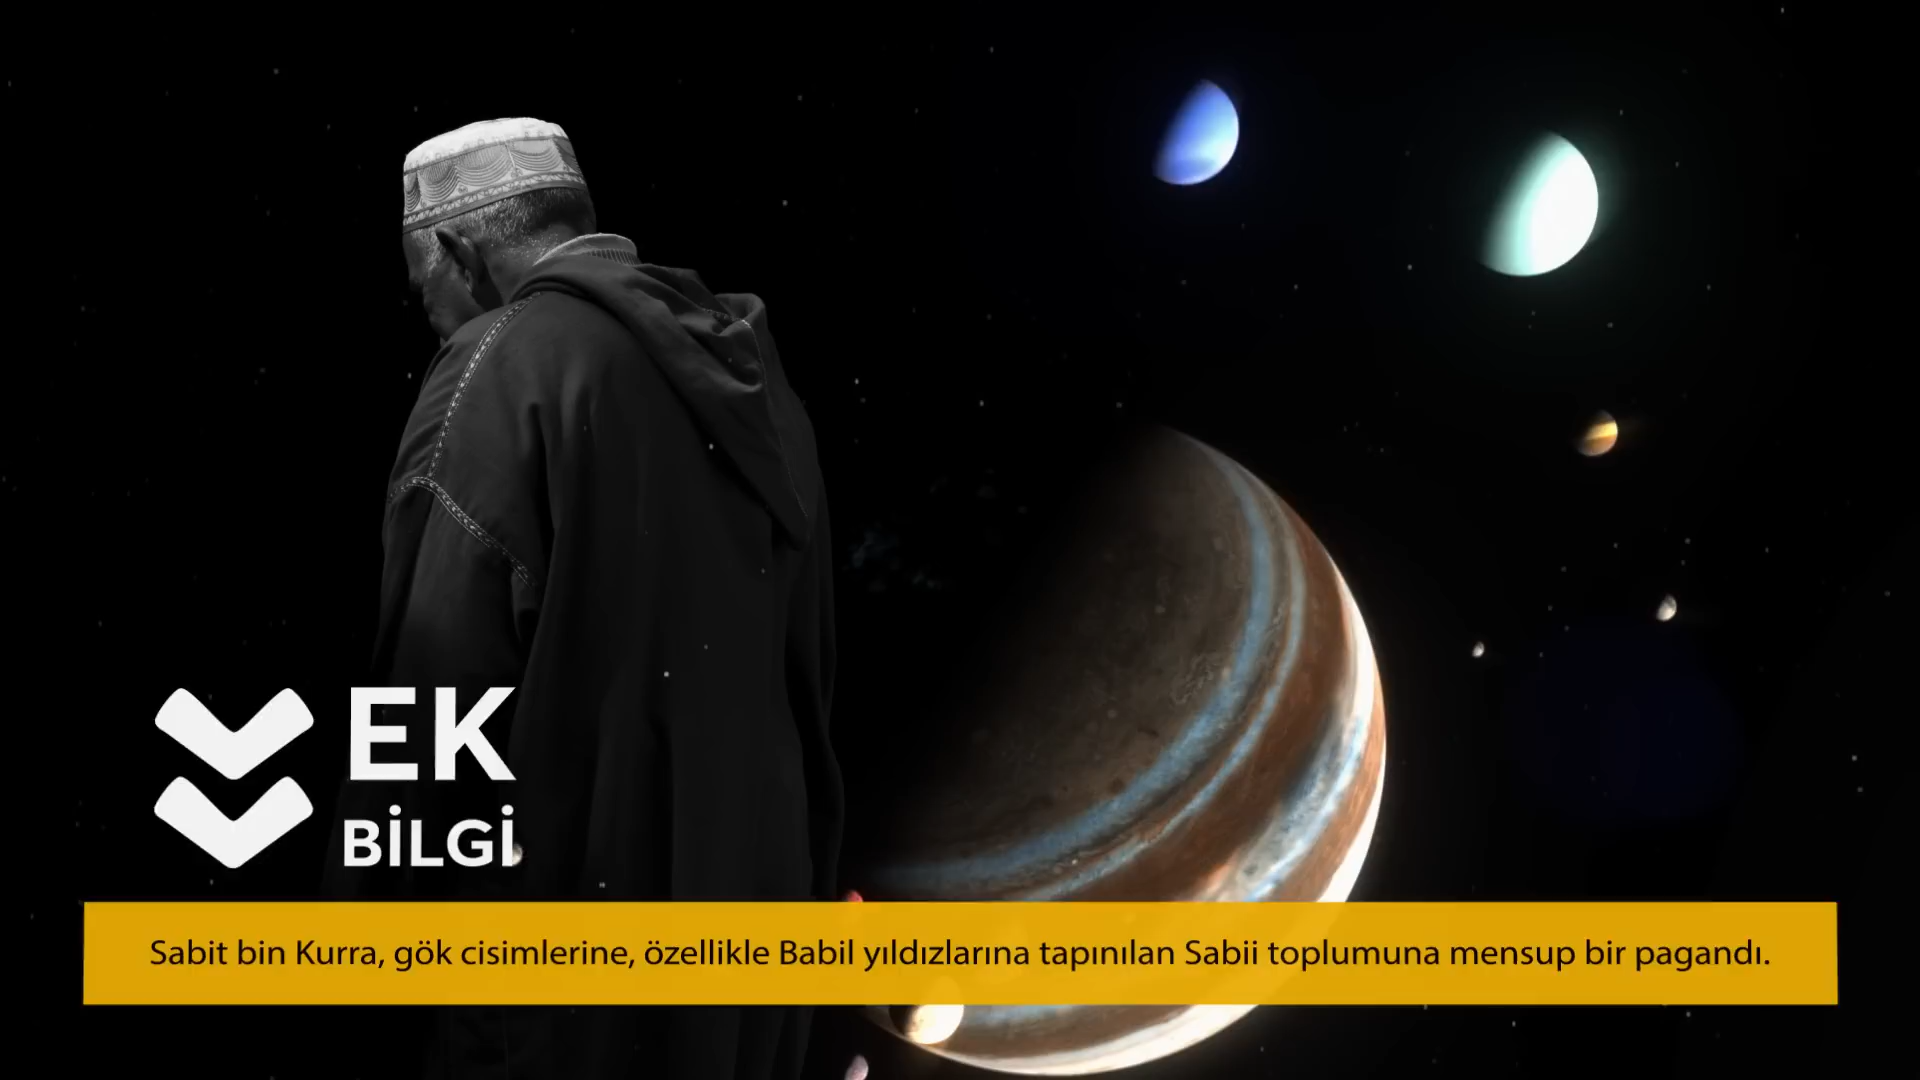 EK
BİLGİ
Sabit bin Kurra, gök cisimlerine, özellikle Babil yıldızlarına tapınılan Sabii toplumuna mensup bir pagandı.